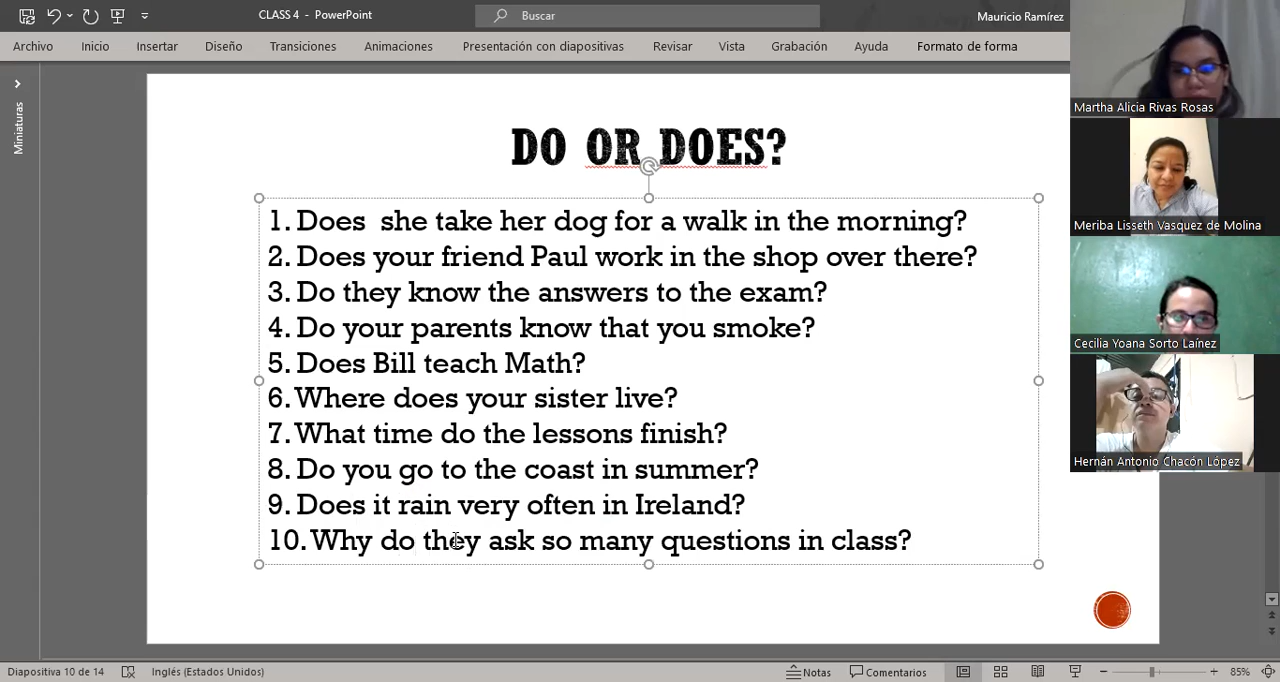 CLASS 4 - PowerPoint
Buscar
Mauricio Ramírez
Archivo Inicio Insertar Diseño Transiciones Animaciones Presentación con diapositivas Revisar Vista Grabación Ayuda Formato de forma
Miniaturas
DO OR DOES?
1. Does she take her dog for a walk in the morning?
2. Does your friend Paul work in the shop over there?
3. Do they know the answers to the exam?
4. Do your parents know that you smoke?
5. Does Bill teach Math?
6. Where does your sister live?
7. What time do the lessons finish?
8. Do you go to the coast in summer?
9. Does it rain very often in Ireland?
10. Why do they ask so many questions in class?
Martha Alicia Rivas Rosas
Meriba Lisseth Vasquez de Molina
Cecilia Yoana Sorto Laínez
Hernán Antonio Chacón López
Diapositiva 10 de 14 Inglés (Estados Unidos) Notas Comentarios 85%